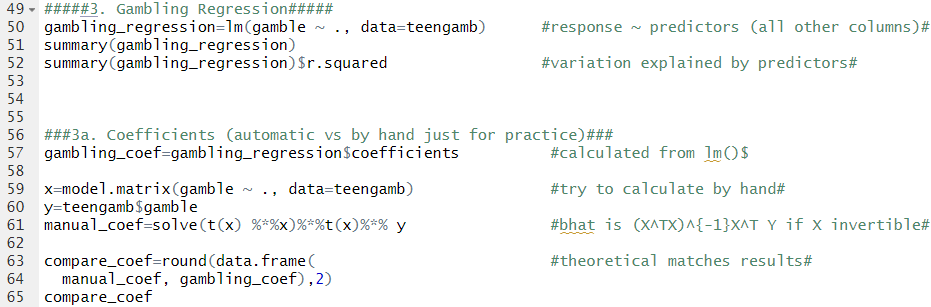 49 #####3. Gambling Regression#####
50 gambling_regression=lm(gamble ~ ., data=teengamb) #response ~ predictors (all other columns)#
51 summary(gambling_regression)
52 summary(gambling_regression)$r.squared #variation explained by predictors#
53
54
55
56 ###3a. Coefficients (automatic vs by hand just for practice)###
57 gambling_coef=gambling_regression$coefficients #calculated from lm()$
58
59 x=model.matrix(gamble ~ ., data=teengamb) #try to calculate by hand#
60 y=teengamb$gamble
61 manual_coef=solve(t(x) %*%x)%*%t(x)%*% y #bhat is (X^TX)^{-1}X^T Y if X invertible#
62
63 compare_coef=round(data.frame( #theoretical matches results#
64 manual_coef, gambling_coef),2)
65 compare_coef